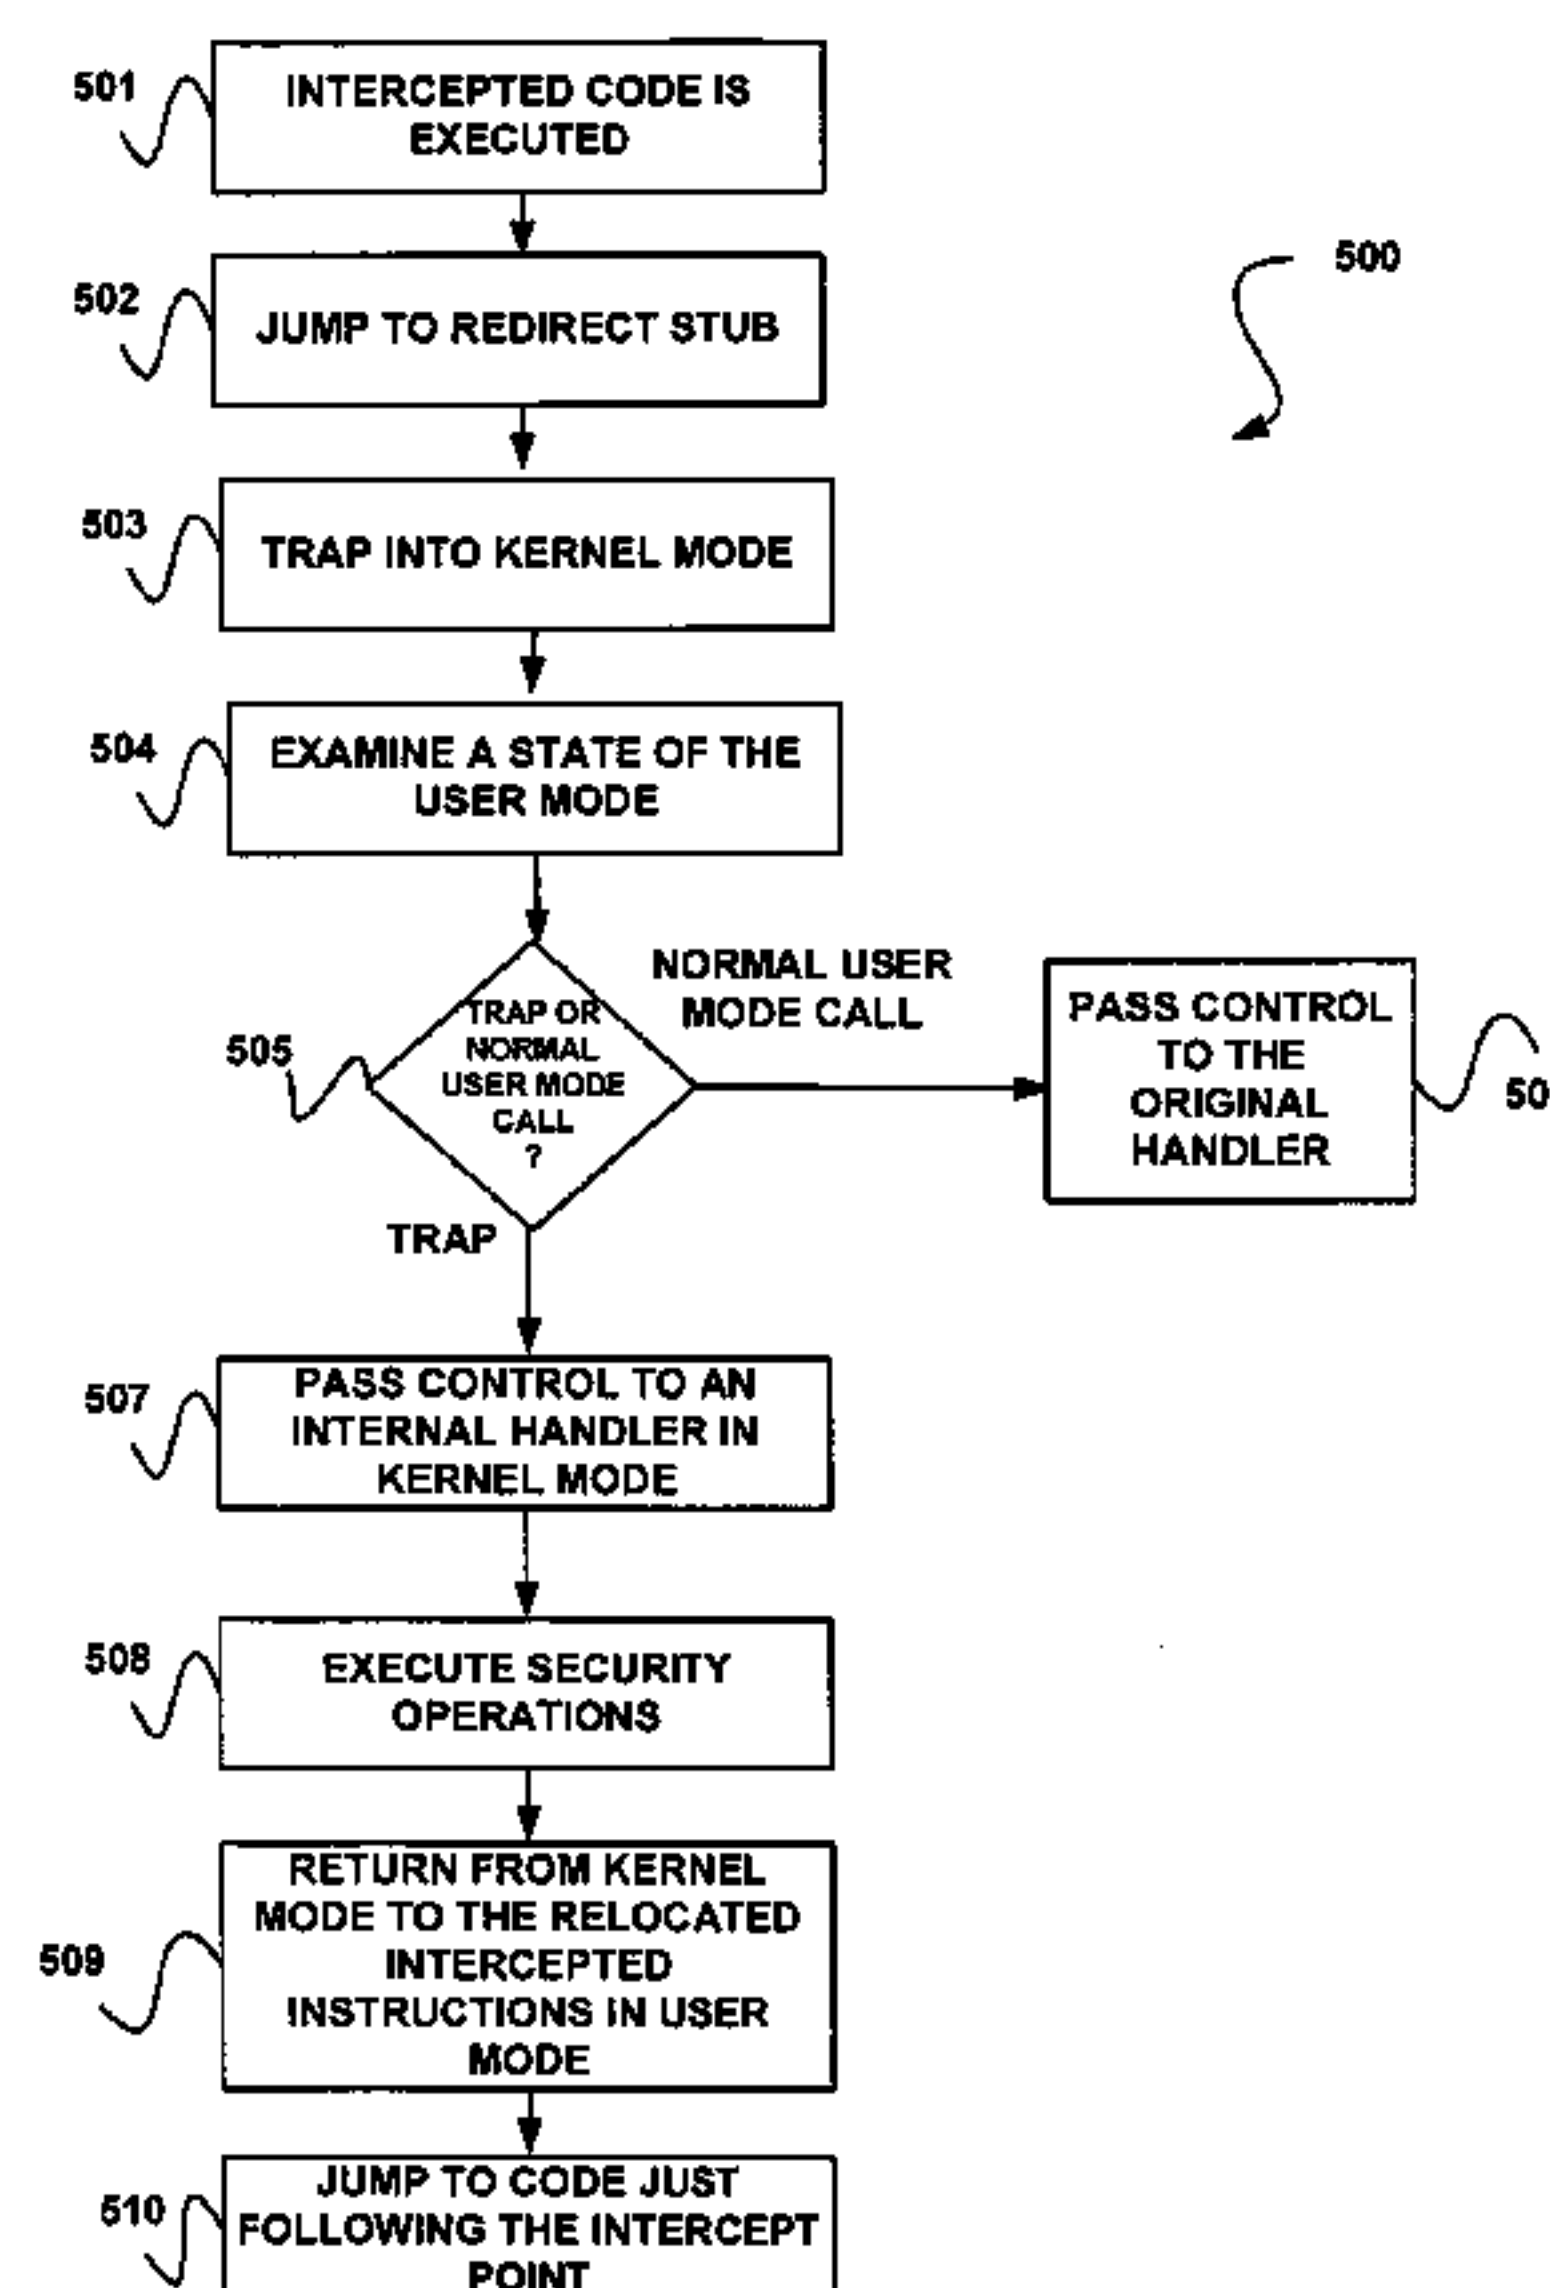 501
INTERCEPTED CODE IS
EXECUTED
500
502
JUMP TO REDIRECT STUB
503
TRAP INTO KERNEL MODE
504
EXAMINE A STATE OF THE
USER MODE
505
TRAP OR
NORMAL
USER MODE
CALL
?
NORMAL USER
MODE CALL
PASS CONTROL
TO THE
ORIGINAL
HANDLER
50
TRAP
507
PASS CONTROL TO AN
INTERNAL HANDLER IN
KERNEL MODE
508
EXECUTE SECURITY
OPERATIONS
509
RETURN FROM KERNEL
MODE TO THE RELOCATED
INTERCEPTED
INSTRUCTIONS IN USER
MODE
510
JUMP TO CODE JUST
FOLLOWING THE INTERCEPT
POINT